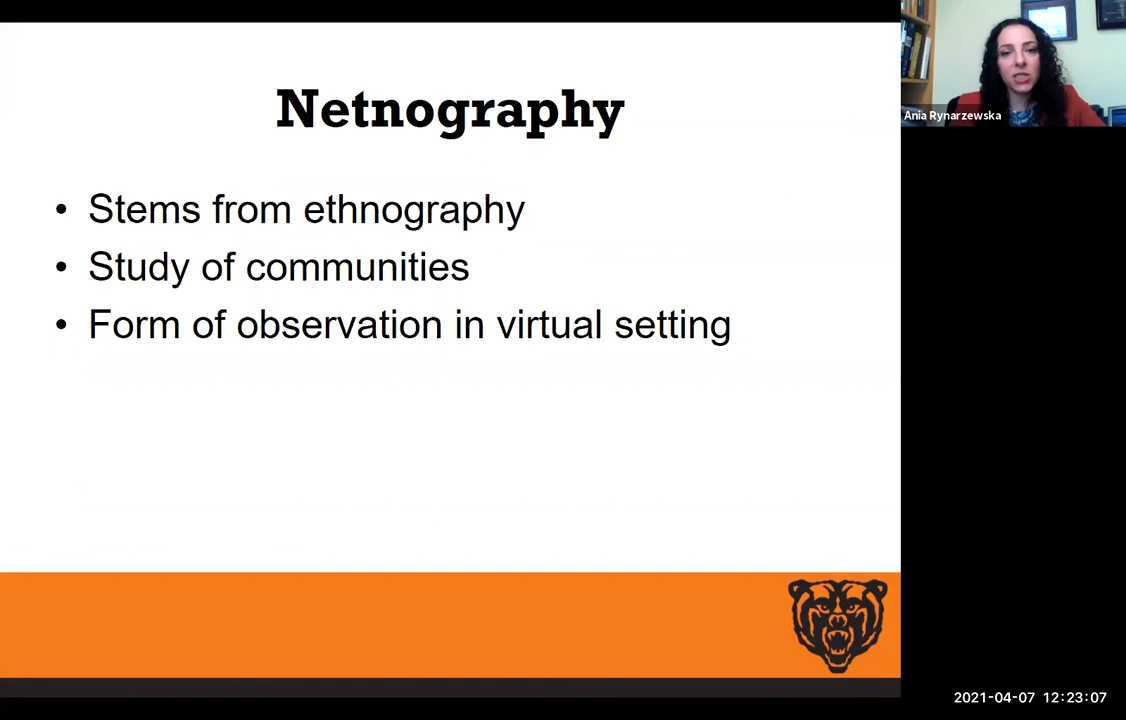 Netnography
• Stems from ethnography
• Study of communities
• Form of observation in virtual setting
Ania Rynarzewska
2021-04-07 12:23:07